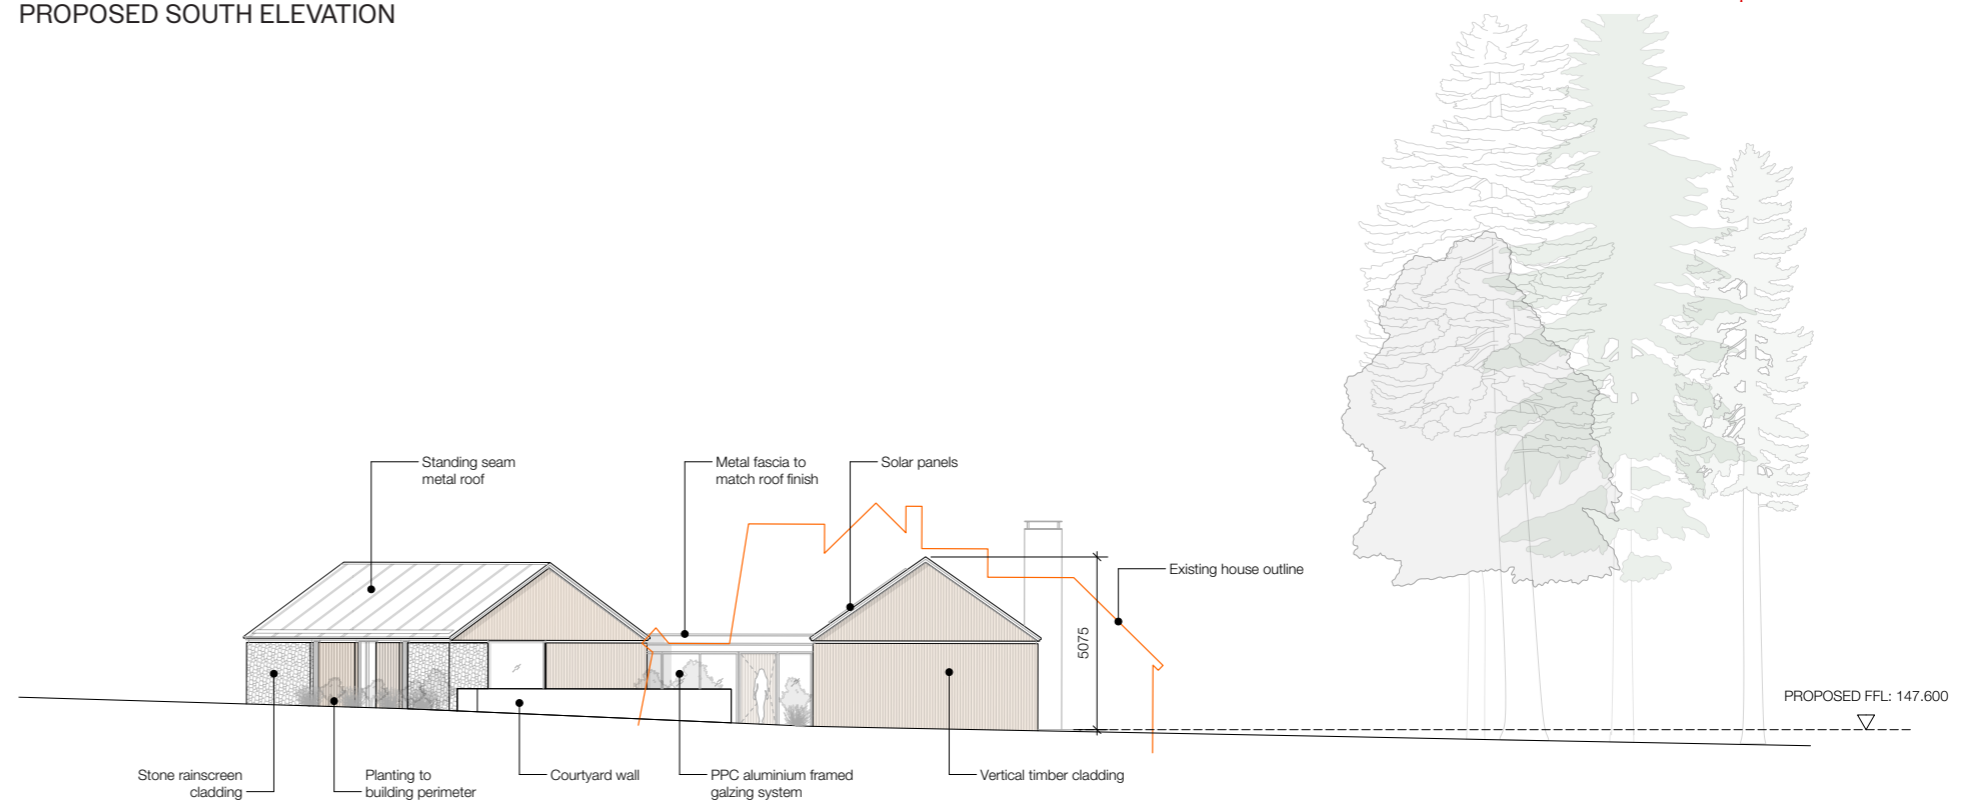 PROPOSED SOUTH ELEVATION
Standing seam
metal roof
Metal fascia to
match roof finish
Solar panels
Existing house outline
5075
PROPOSED FFL: 147.600
Stone rainscreen
cladding
Planting to
building perimeter
Courtyard wall
PPC aluminium framed
galzing system
Vertical timber cladding